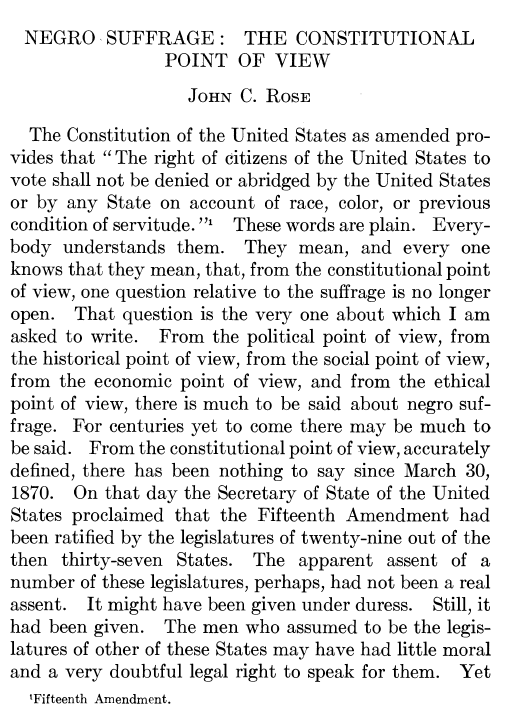 NEGRO SUFFRAGE: THE CONSTITUTIONAL
POINT OF VIEW
JOHN C. ROSE
The Constitution of the United States as amended pro-
vides that "The right of citizens of the United States to
vote shall not be denied or abridged by the United States
or by any State on account of race, color, or previous
condition of servitude."¹ These words are plain. Every-
body understands them. They mean, and every one
knows that they mean, that, from the constitutional point
of view, one question relative to the suffrage is no longer
open. That question is the very one about which I am
asked to write. From the political point of view, from
the historical point of view, from the social point of view,
from the economic point of view, and from the ethical
point of view, there is much to be said about negro suf-
frage. For centuries yet to come there may be much to
be said. From the constitutional point of view, accurately
defined, there has been nothing to say since March 30,
1870. On that day the Secretary of State of the United
States proclaimed that the Fifteenth Amendment had
been ratified by the legislatures of twenty-nine out of the
then thirty-seven States. The apparent assent of a
number of these legislatures, perhaps, had not been a real
assent. It might have been given under duress. Still, it
had been given. The men who assumed to be the legis-
latures of other of these States may have had little moral
and a very doubtful legal right to speak for them. Yet
¹Fifteenth Amendment.